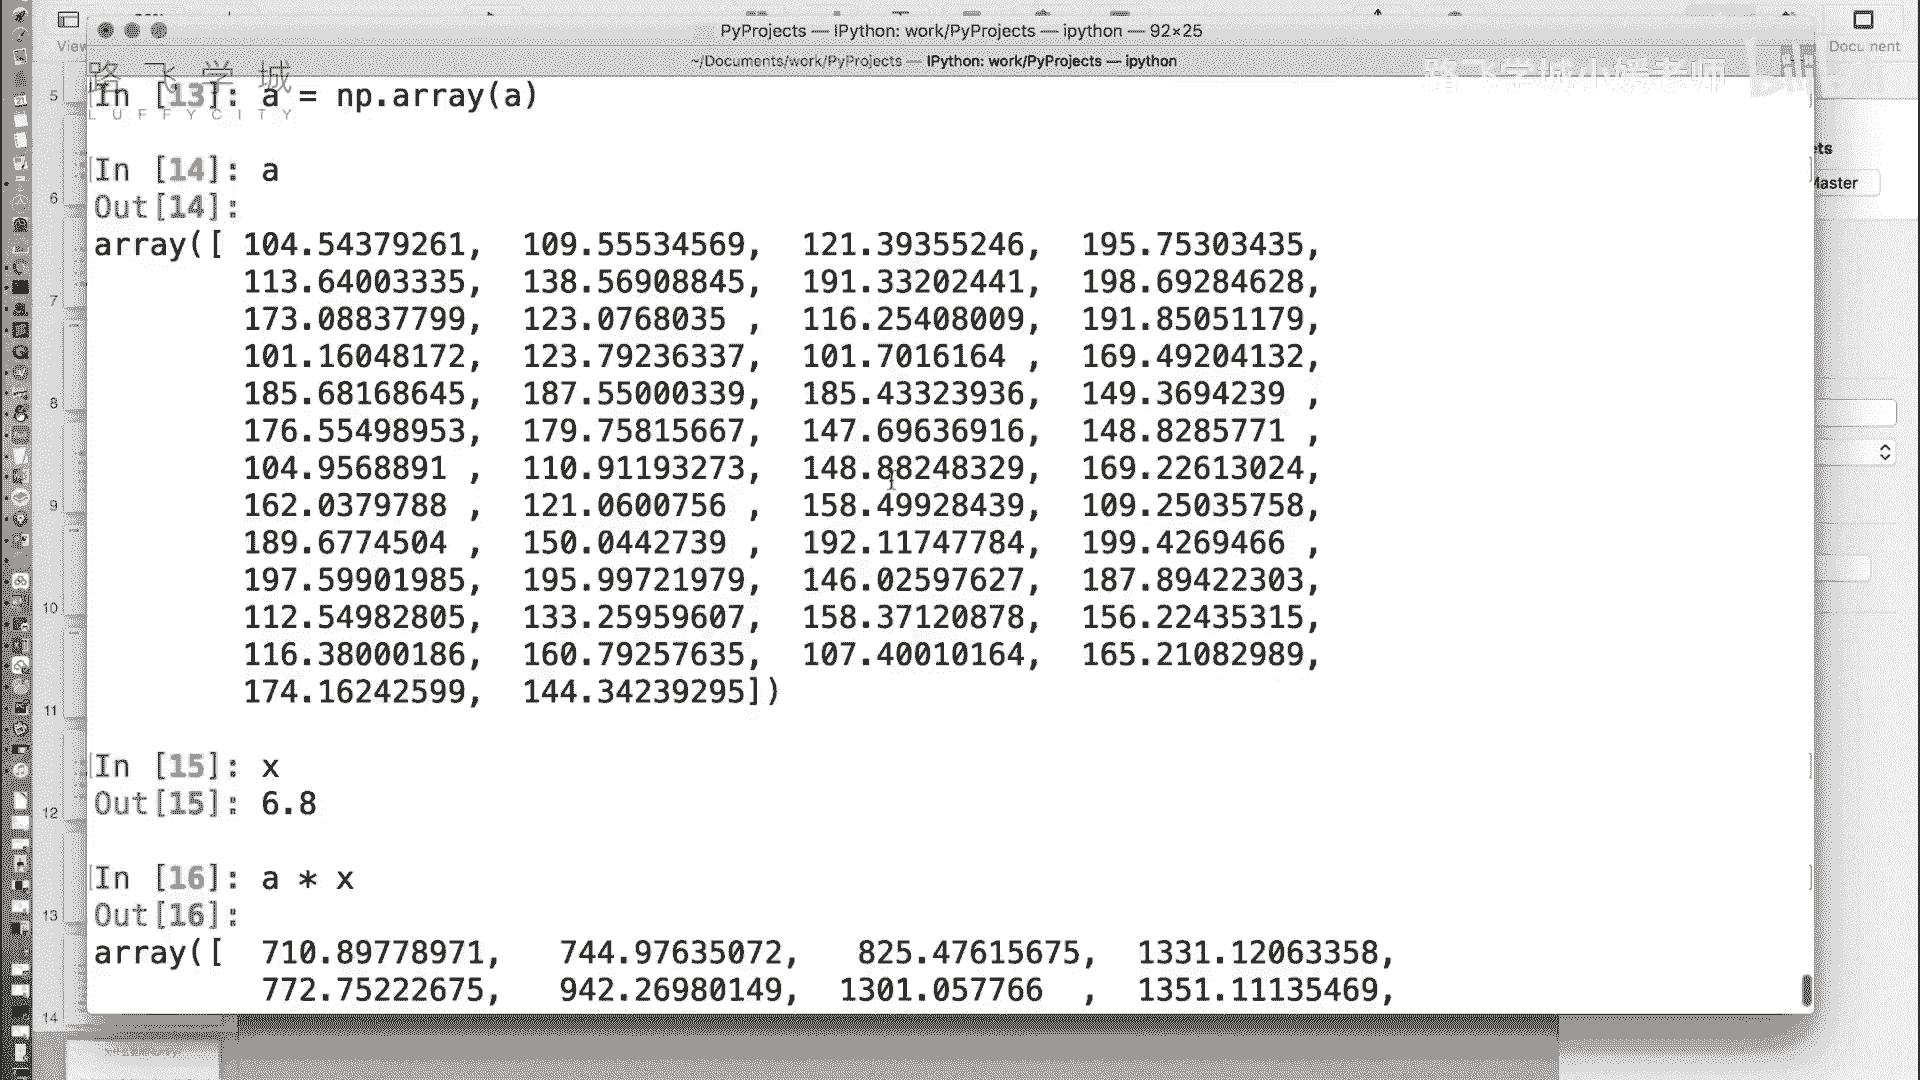 PyProjects — IPython: work/PyProjects — ipython — 92×25
View
Document
~/Documents/work/PyProjects — IPython: work/PyProjects — ipython
路飞学城
LUFFYCITY
路飞学城小媛老师
In [13]: a = np.array(a)
In [14]: a
Out[14]:
array([ 104.54379261, 109.55534569, 121.39355246, 195.75303435,
113.64003335, 138.56908845, 191.33202441, 198.69284628,
173.08837799, 123.0768035 , 116.25408009, 191.85051179,
101.16048172, 123.79236337, 101.7016164 , 169.49204132,
185.68168645, 187.55000339, 185.43323936, 149.3694239 ,
176.55498953, 179.75815667, 147.69636916, 148.8285771 ,
104.9568891 , 110.91193273, 148.88248329, 169.22613024,
162.0379788 , 121.0600756 , 158.49928439, 109.25035758,
189.6774504 , 150.0442739 , 192.11747784, 199.4269466 ,
197.59901985, 195.99721979, 146.02597627, 187.89422303,
112.54982805, 133.25959607, 158.37120878, 156.22435315,
116.38000186, 160.79257635, 107.40010164, 165.21082989,
174.16242599, 144.34239295])
In [15]: x
Out[15]: 6.8
In [16]: a * x
Out[16]:
array([ 710.89778971, 744.97635072, 825.47615675, 1331.12063358,
772.75222675, 942.26980149, 1301.057766 , 1351.11135469,
5
6
7
8
9
10
11
12
13
14